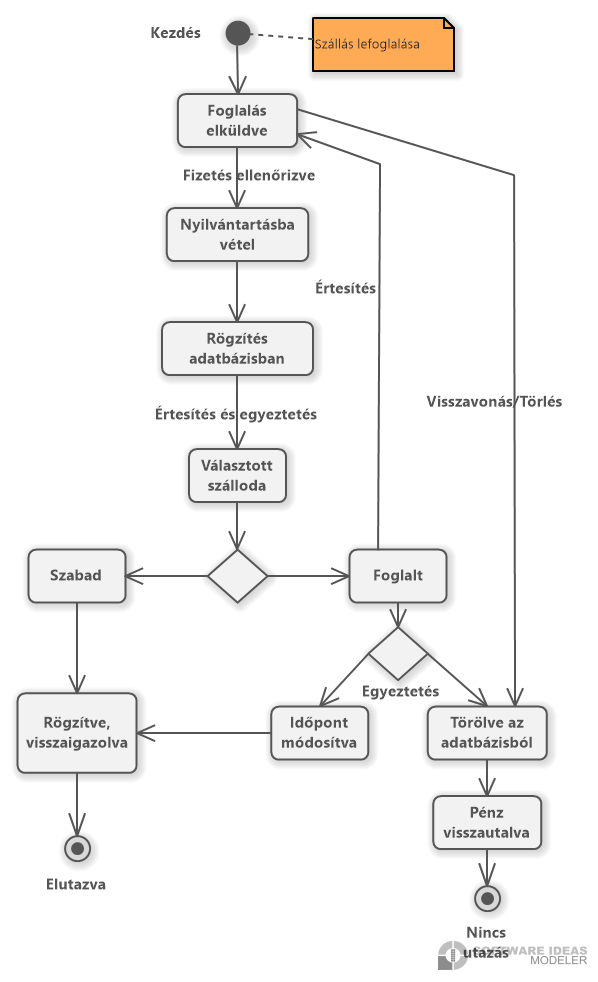 Kezdés
Szállás lefoglalása
Foglalás
elküldve
Fizetés ellenőrizve
Nyilvántartásba
vétel
Értesítés
Rögzítés
adatbázisban
Visszavonás/Törlés
Értesítés és egyeztetés
Választott
szálloda
Szabad
Foglalt
Egyeztetés
Rögzítve,
visszaigazolva
Időpont
módosítva
Törölve az
adatbázisból
Pénz
visszautalva
Elutazva
Nincs
utazás
SOFTWARE IDEAS
MODELER